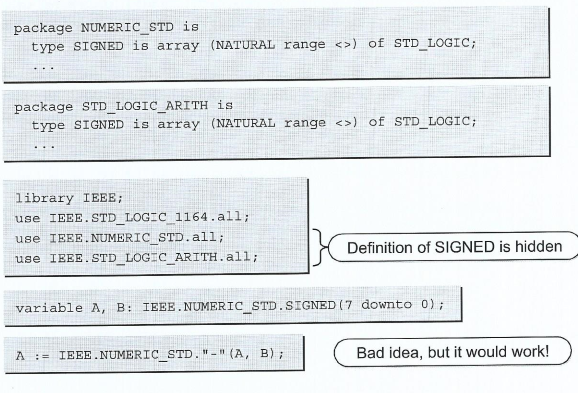 package NUMERIC_STD is
type SIGNED is array (NATURAL range <>) of STD_LOGIC;
...
package STD_LOGIC_ARITH is
type SIGNED is array (NATURAL range <>) of STD_LOGIC;
...
library IEEE;
use IEEE.STD_LOGIC_1164.all;
use IEEE.NUMERIC_STD.all;
use IEEE.STD_LOGIC_ARITH.all;
Definition of SIGNED is hidden
variable A, B: IEEE.NUMERIC_STD.SIGNED(7 downto 0);
A := IEEE.NUMERIC_STD."-"(A, B);
Bad idea, but it would work!